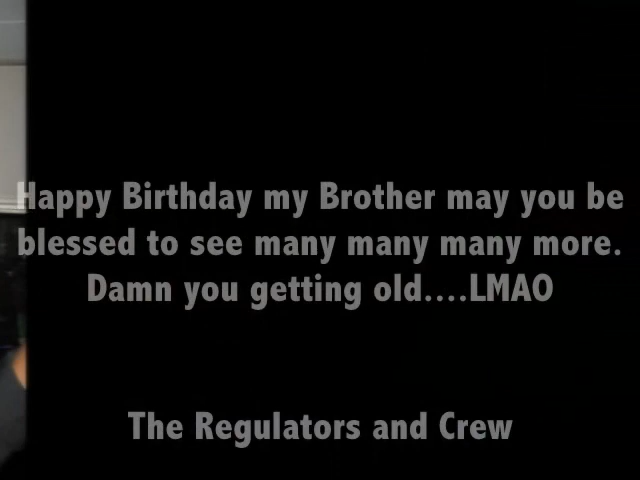 Happy Birthday my Brother may you be
blessed to see many many many more.
Damn you getting old....LMAO
The Regulators and Crew